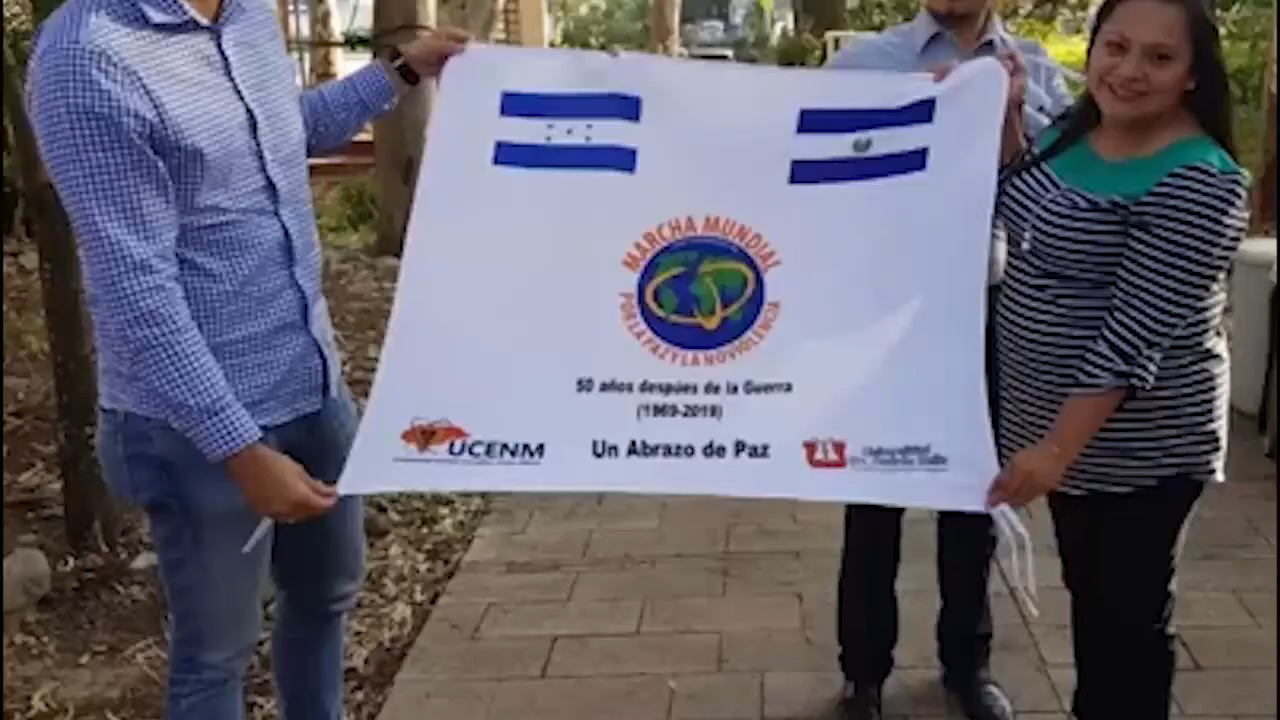 MARCHA MUNDIAL
POR LA PAZ Y LA NOVIOLENCIA
50 años despúes de la Guerra
(1969-2019)
Un Abrazo de Paz
UCENM